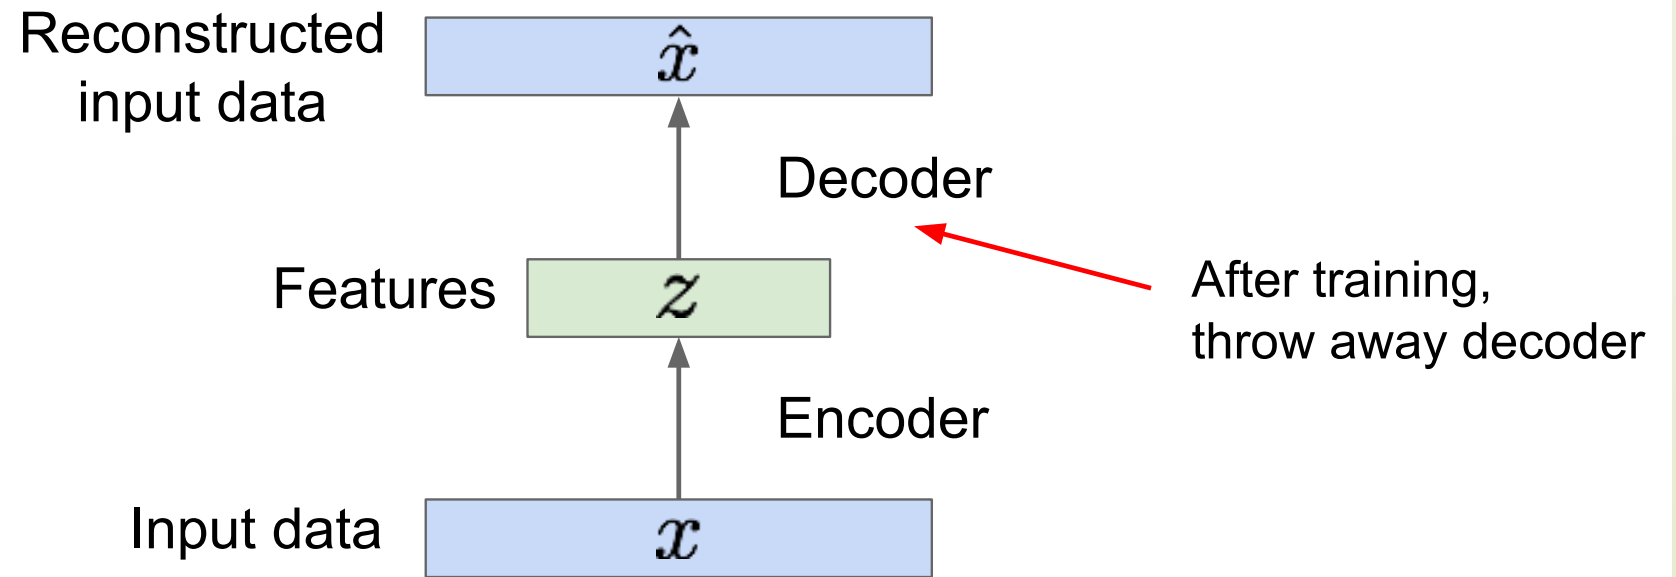 Reconstructed
input data
x̂
Decoder
Features
z
After training,
throw away decoder
Encoder
Input data
x